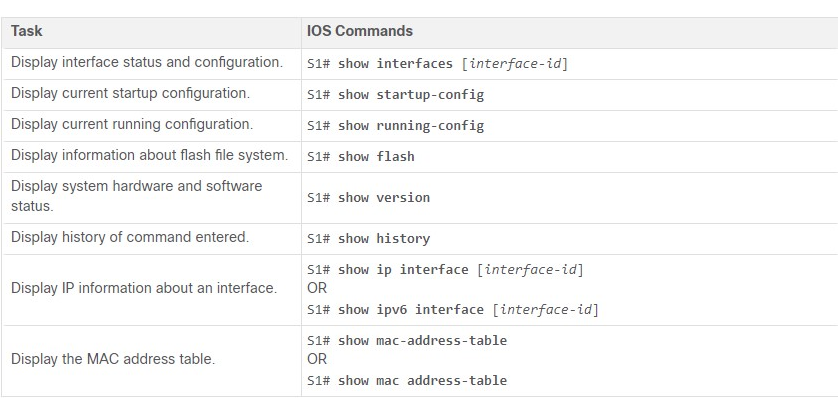 Task IOS Commands
Display interface status and configuration. S1# show interfaces [interface-id]
Display current startup configuration. S1# show startup-config
Display current running configuration. S1# show running-config
Display information about flash file system. S1# show flash
Display system hardware and software
status. S1# show version
Display history of command entered. S1# show history
Display IP information about an interface. S1# show ip interface [interface-id]
OR
S1# show ipv6 interface [interface-id]
Display the MAC address table. S1# show mac-address-table
OR
S1# show mac address-table